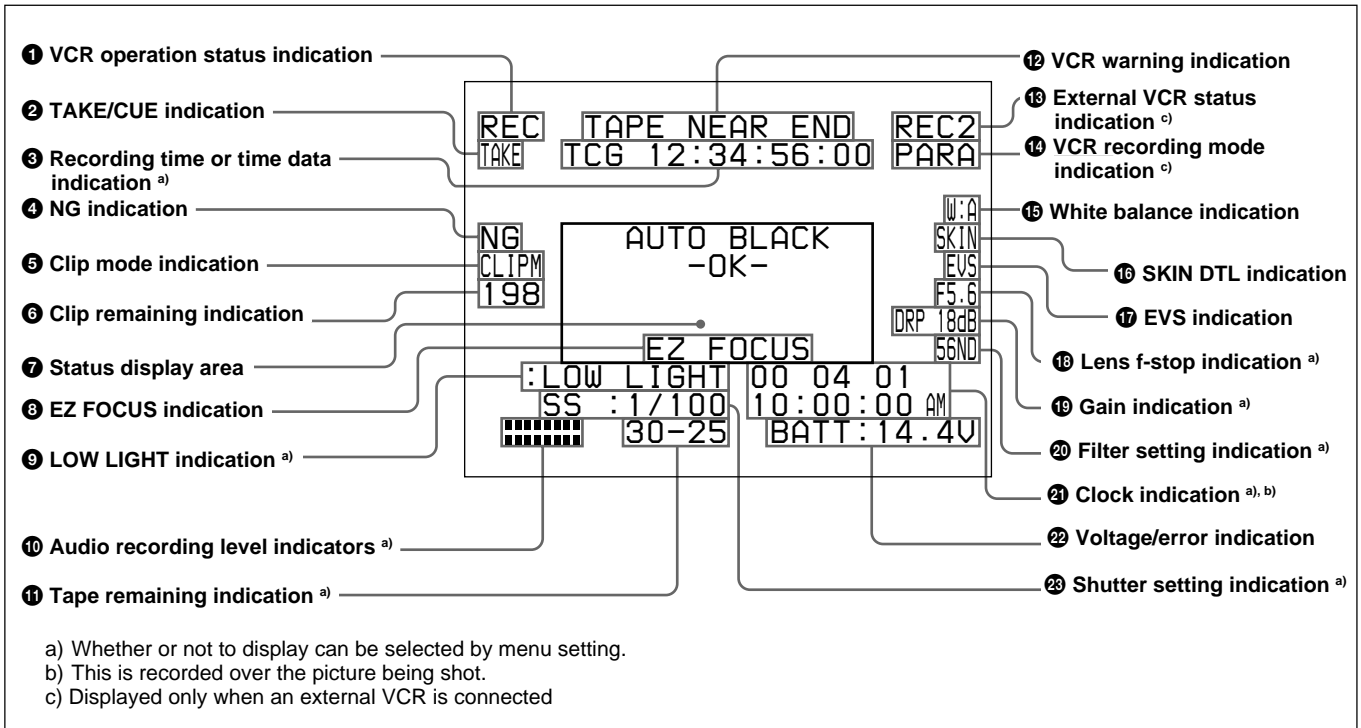 ❶ VCR operation status indication
❷ TAKE/CUE indication
❸ Recording time or time data
indication a)
❹ NG indication
❺ Clip mode indication
❻ Clip remaining indication
❼ Status display area
❽ EZ FOCUS indication
❾ LOW LIGHT indication a)
❿ Audio recording level indicators a)
⓫ Tape remaining indication a)
REC TAPE NEAR END REC2
TAKE TCG 12:34:56:00 PARA
W:A
NG AUTO BLACK SKIN
CLIPM -OK- EVS
198 F5.6
DRP 18dB
EZ FOCUS 56ND
:LOW LIGHT 00 04 01
SS :1/100 10:00:00 AM
30-25 BATT:14.4V
⓬ VCR warning indication
⓭ External VCR status
indication c)
⓮ VCR recording mode
indication c)
⓯ White balance indication
⓰ SKIN DTL indication
⓱ EVS indication
⓲ Lens f-stop indication a)
⓳ Gain indication a)
⓴ Filter setting indication a)
㉑ Clock indication a), b)
㉒ Voltage/error indication
㉓ Shutter setting indication a)
a) Whether or not to display can be selected by menu setting.
b) This is recorded over the picture being shot.
c) Displayed only when an external VCR is connected